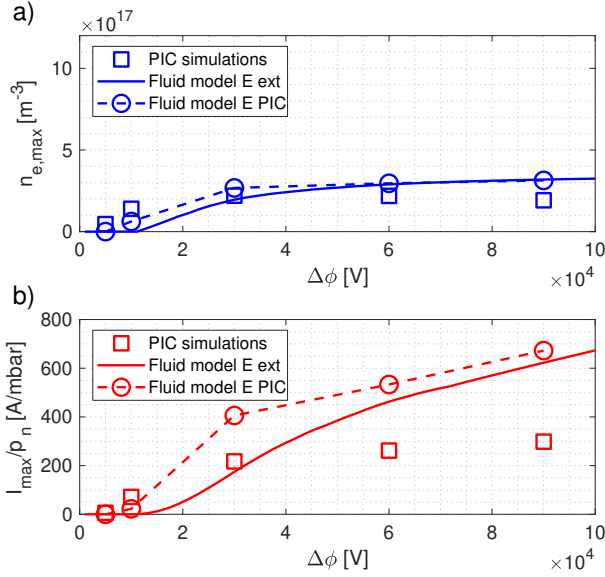 a)
×10^17
10
5
0
n_e,max [m^-3]
PIC simulations
Fluid model E ext
Fluid model E PIC
0 2 4 6 8 10
Δϕ [V]
×10^4
b)
800
600
400
200
0
I_max/p_n [A/mbar]
PIC simulations
Fluid model E ext
Fluid model E PIC
0 2 4 6 8 10
Δϕ [V]
×10^4